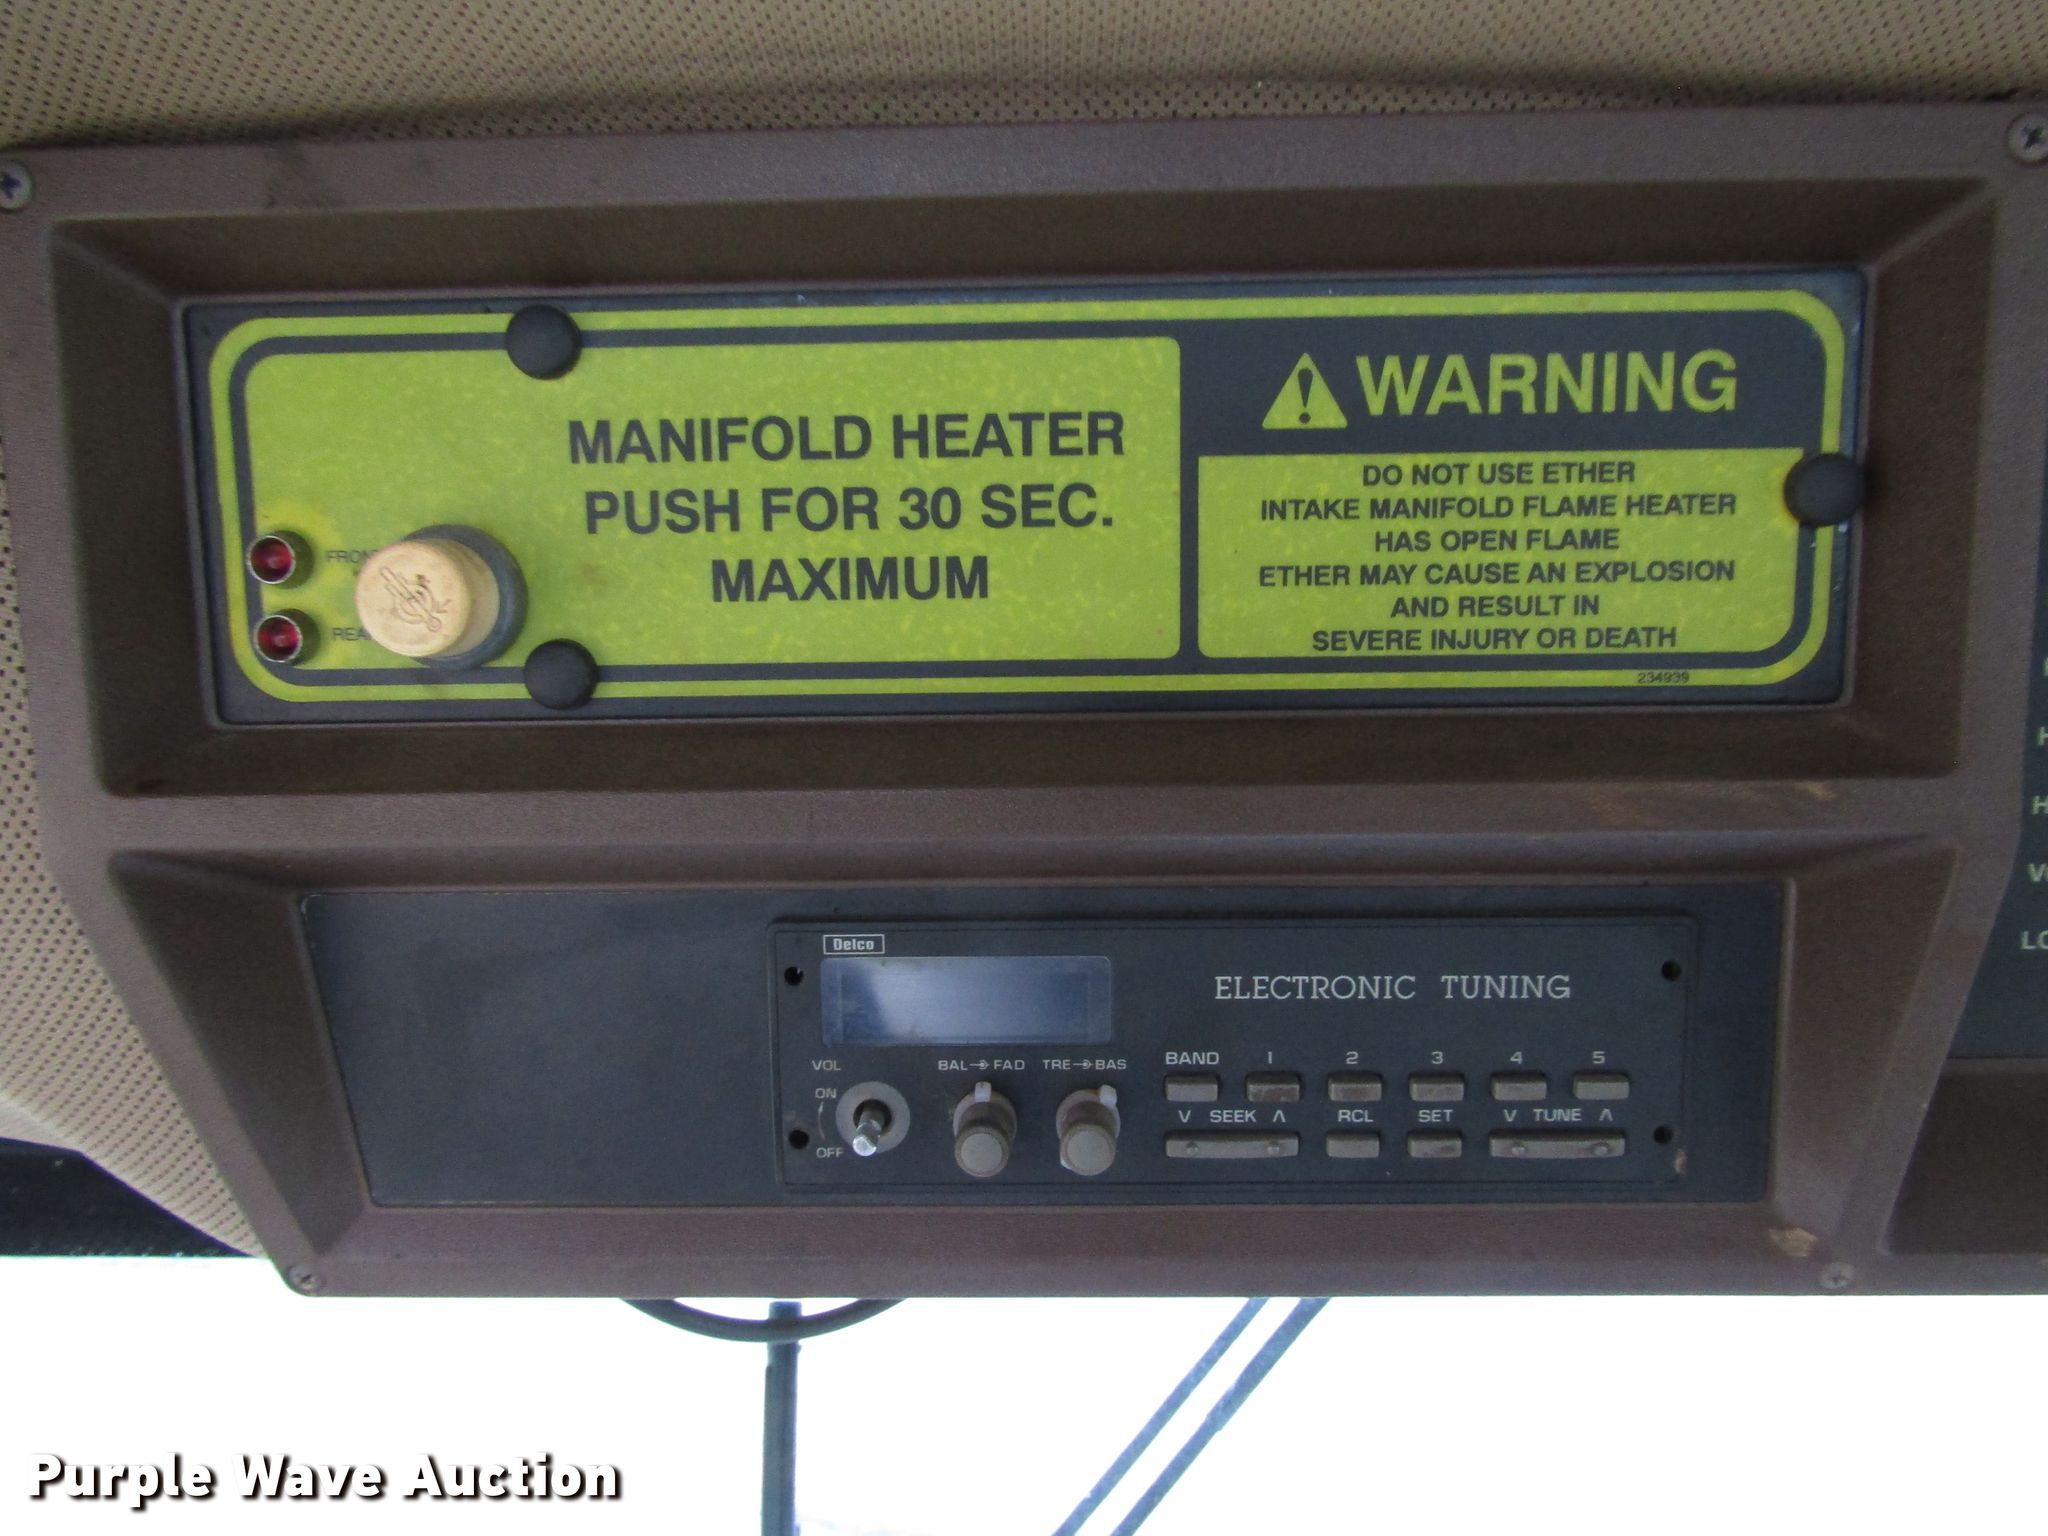 MANIFOLD HEATER
PUSH FOR 30 SEC.
MAXIMUM
WARNING
DO NOT USE ETHER
INTAKE MANIFOLD FLAME HEATER
HAS OPEN FLAME
ETHER MAY CAUSE AN EXPLOSION
AND RESULT IN
SEVERE INJURY OR DEATH
234939
Delco
ELECTRONIC TUNING
VOL
BAL FAD TRE BAS
BAND 1 2 3 4 5
ON
V SEEK Λ RCL SET V TUNE Λ
OFF
Purple Wave Auction